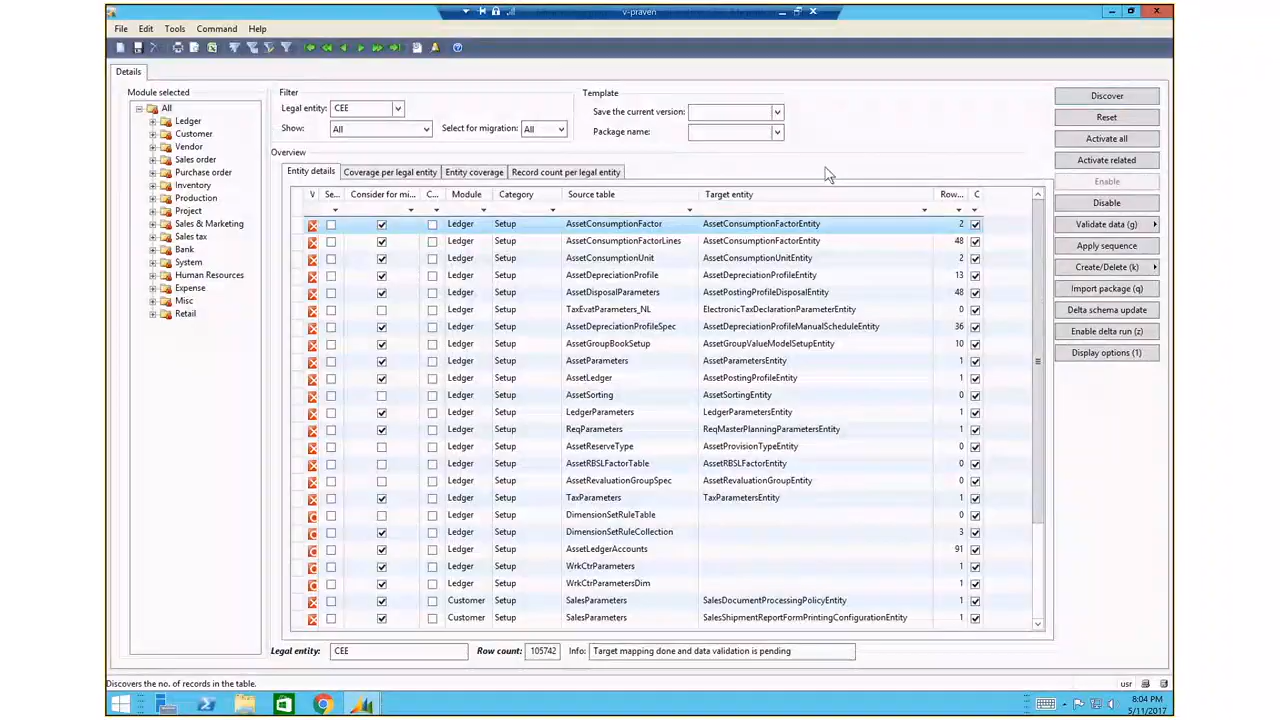 v-praven
File Edit Tools Command Help
Details
Module selected
All
Ledger
Customer
Vendor
Sales order
Purchase order
Inventory
Production
Project
Sales & Marketing
Sales tax
Bank
System
Human Resources
Expense
Misc
Retail
Filter
Legal entity: CEE
Show: All Select for migration: All
Template
Save the current version:
Package name:
Overview
Entity details Coverage per legal entity Entity coverage Record count per legal entity
V Se... Consider for mi... C... Module Category Source table Target entity Row... C
Ledger Setup AssetConsumptionFactor AssetConsumptionFactorEntity 2
Ledger Setup AssetConsumptionFactorLines AssetConsumptionFactorEntity 48
Ledger Setup AssetConsumptionUnit AssetConsumptionUnitEntity 2
Ledger Setup AssetDepreciationProfile AssetDepreciationProfileEntity 13
Ledger Setup AssetDisposalParameters AssetPostingProfileDisposalEntity 48
Ledger Setup TaxEvatParameters_NL ElectronicTaxDeclarationParameterEntity 0
Ledger Setup AssetDepreciationProfileSpec AssetDepreciationProfileManualScheduleEntity 36
Ledger Setup AssetGroupBookSetup AssetGroupValueModelSetupEntity 10
Ledger Setup AssetParameters AssetParametersEntity 1
Ledger Setup AssetLedger AssetPostingProfileEntity 1
Ledger Setup AssetSorting AssetSortingEntity 0
Ledger Setup LedgerParameters LedgerParametersEntity 1
Ledger Setup ReqParameters ReqMasterPlanningParametersEntity 1
Ledger Setup AssetReserveType AssetProvisionTypeEntity 0
Ledger Setup AssetRBSLFactorTable AssetRBSLFactorEntity 0
Ledger Setup AssetRevaluationGroupSpec AssetRevaluationGroupEntity 0
Ledger Setup TaxParameters TaxParametersEntity 1
Ledger Setup DimensionSetRuleTable 0
Ledger Setup DimensionSetRuleCollection 3
Ledger Setup AssetLedgerAccounts 91
Ledger Setup WrkCtrParameters 1
Ledger Setup WrkCtrParametersDim 1
Customer Setup SalesParameters SalesDocumentProcessingPolicyEntity 1
Customer Setup SalesParameters SalesShipmentReportFormPrintingConfigurationEntity 1
Discover
Reset
Activate all
Activate related
Enable
Disable
Validate data (g)
Apply sequence
Create/Delete (k)
Import package (q)
Delta schema update
Enable delta run (z)
Display options (1)
Legal entity: CEE Row count: 105742 Info: Target mapping done and data validation is pending
Discovers the no. of records in the table. usr
8:04 PM
5/11/2017